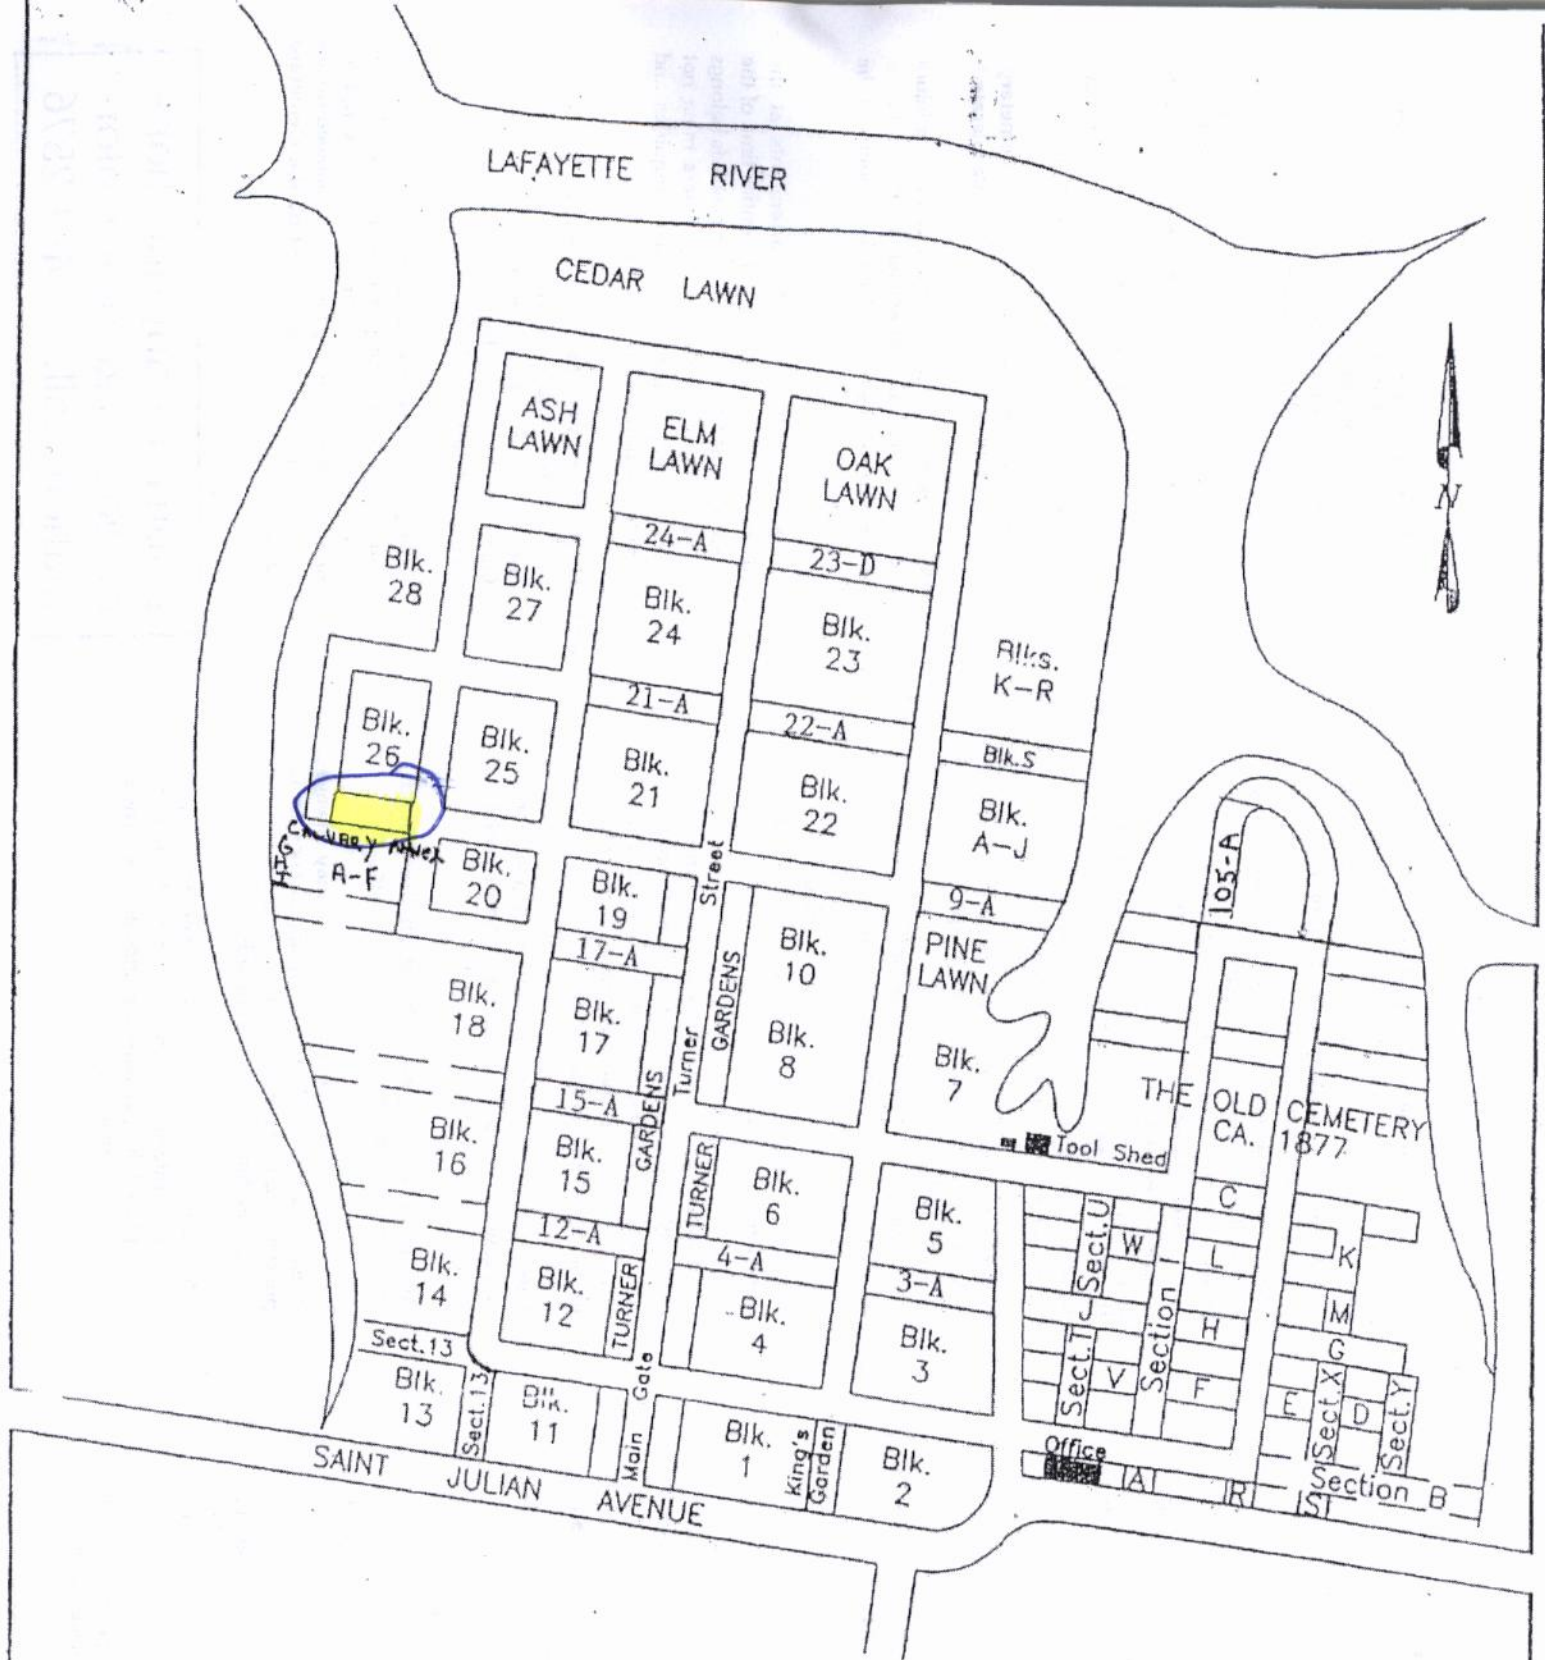 LAFAYETTE RIVER
CEDAR LAWN
ASH
LAWN
ELM
LAWN
OAK
LAWN
N
24-A
23-D
Blk.
28
Blk.
27
Blk.
24
Blk.
23
Blks.
K-R
21-A
22-A
Blk.S
Blk.
26
Blk.
25
Blk.
21
Blk.
22
Blk.
A-J
CALVARY
G
H
A-F
Blk.
20
Blk.
19
Turner Street
GARDENS
9-A
105-A
17-A
Blk.
10
PINE
LAWN
Blk.
18
Blk.
17
GARDENS
Blk.
8
Blk.
7
THE OLD CEMETERY
CA. 1877
15-A
Tool Shed
Blk.
16
Blk.
15
TURNER
Blk.
6
Blk.
5
12-A
4-A
3-A
Blk.
14
Blk.
12
TURNER
Blk.
4
Blk.
3
C
Sect.U
W
L
K
J
Section I
H
M
G
Sect.T
V
F
E
Sect.X
D
Sect.Y
Sect.13
Blk.
13
Sect.13
Blk.
11
Main Gate
Blk.
1
King's
Garden
Blk.
2
Office
A
R
S
Section B
SAINT JULIAN AVENUE